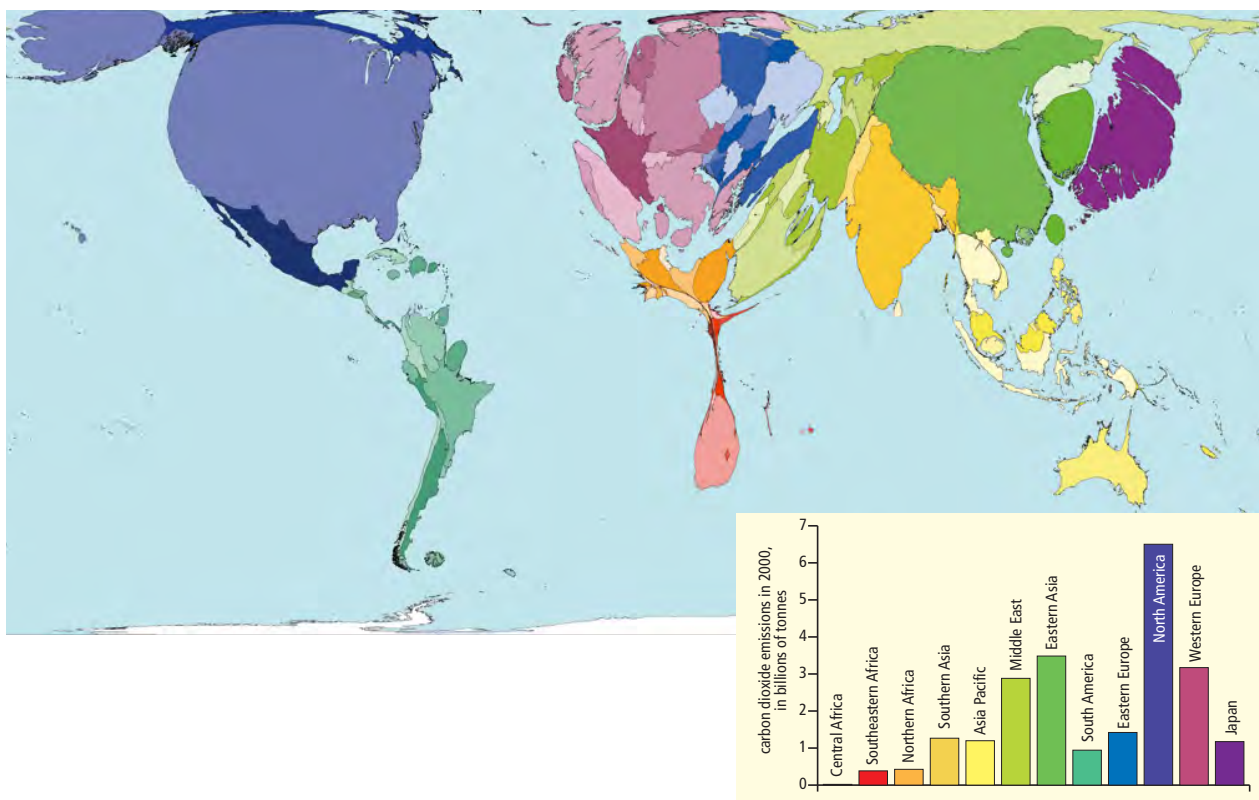 carbon dioxide emissions in 2000,
in billions of tonnes
7
6
5
4
3
2
1
0
Central Africa
Southeastern Africa
Northern Africa
Southern Asia
Asia Pacific
Middle East
Eastern Asia
South America
Eastern Europe
North America
Western Europe
Japan